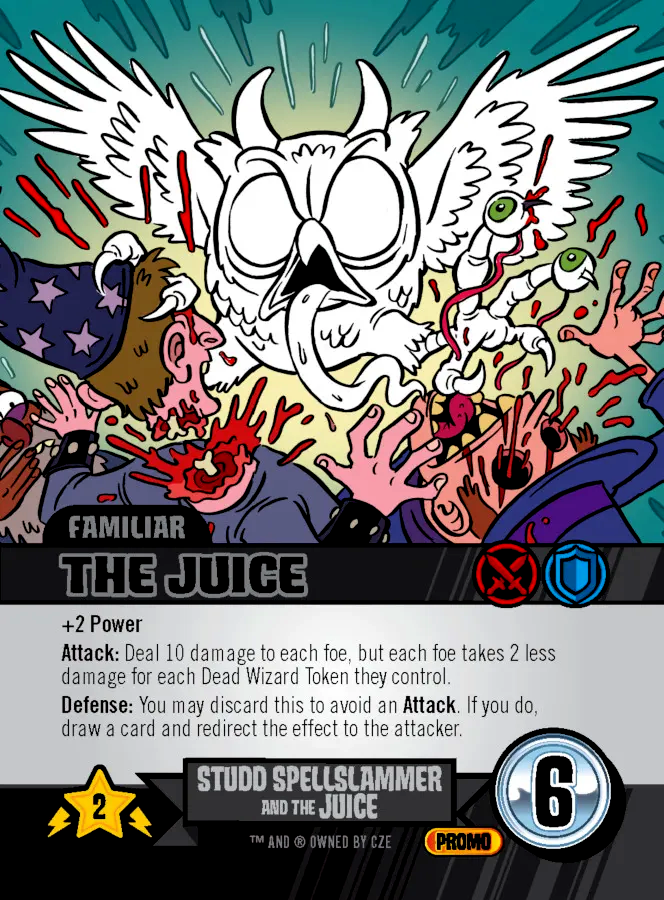 FAMILIAR
THE JUICE
+2 Power
Attack: Deal 10 damage to each foe, but each foe takes 2 less
damage for each Dead Wizard Token they control.
Defense: You may discard this to avoid an Attack. If you do,
draw a card and redirect the effect to the attacker.
2
STUDD SPELLSLAMMER
AND THE JUICE
6
™ AND ® OWNED BY CZE
PROMO